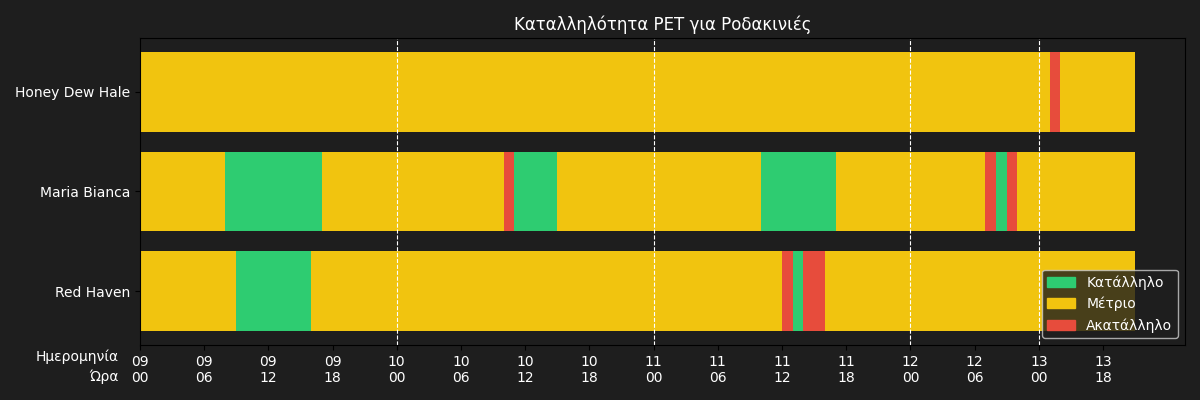 Καταλληλότητα PET για Ροδακινιές
Honey Dew Hale
Maria Bianca
Red Haven
Κατάλληλο
Μέτριο
Ακατάλληλο
Ημερομηνία 09 09 09 09 10 10 10 10 11 11 11 11 12 12 13 13
Ώρα 00 06 12 18 00 06 12 18 00 06 12 18 00 06 00 18